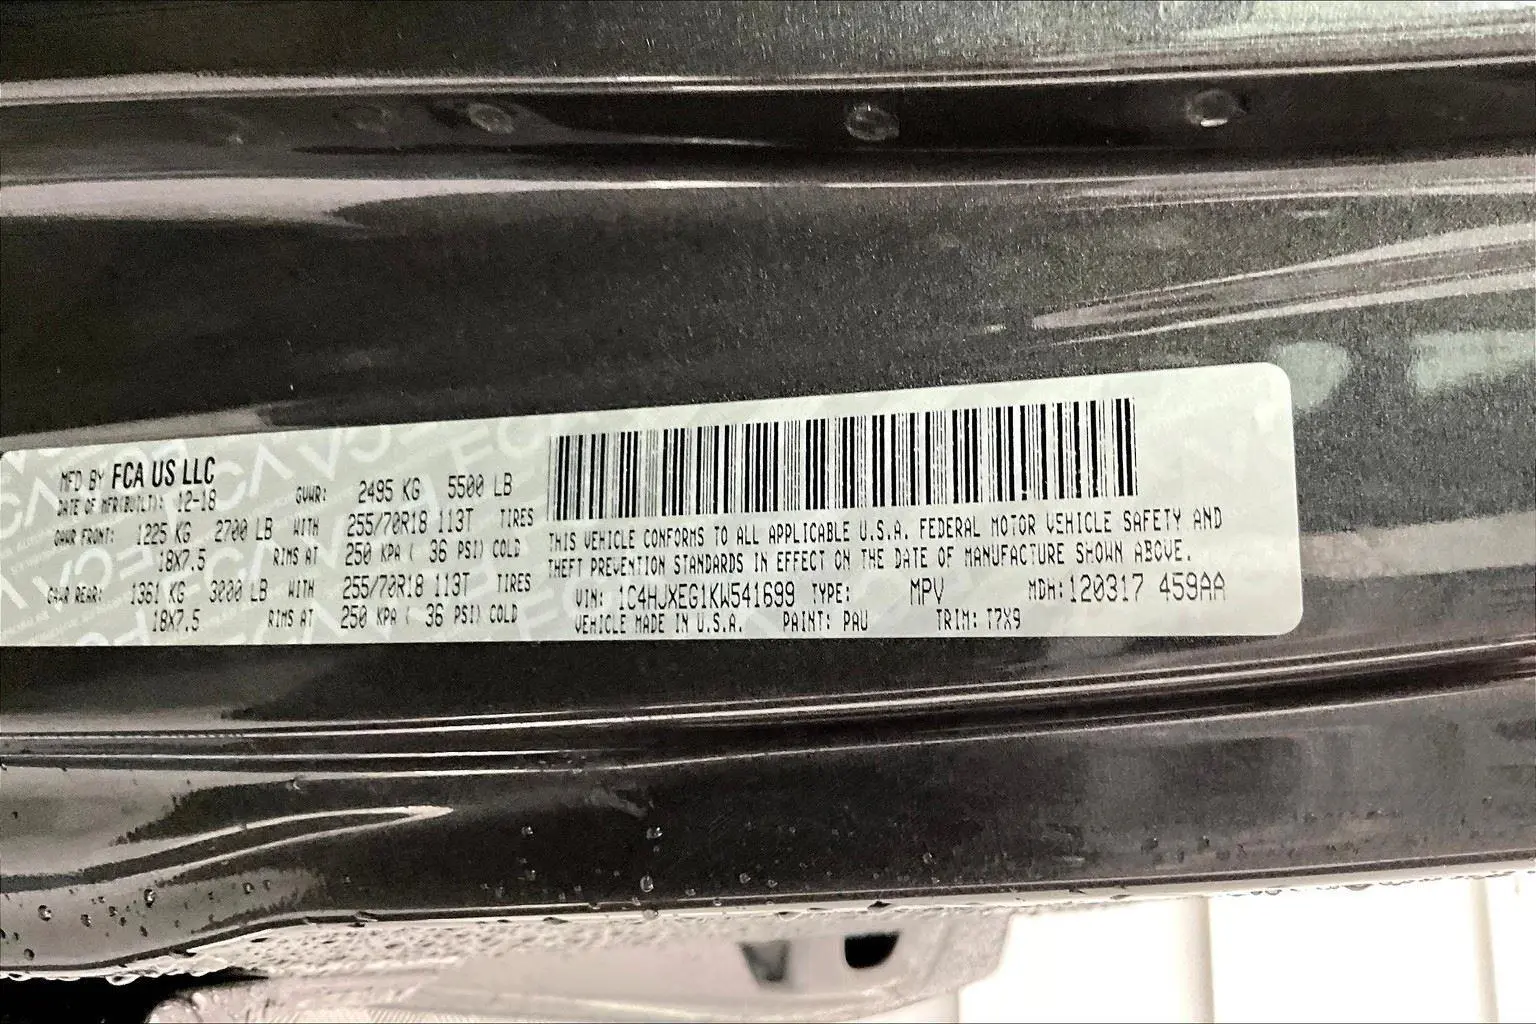 MFD BY FCA US LLC
DATE OF MFR(BUILT): 12-18 GVWR: 2495 KG 5500 LB
GAWR FRONT: 1225 KG 2700 LB WITH 255/70R18 113T TIRES
18X7.5 RIMS AT 250 KPA ( 36 PSI) COLD
GAWR REAR: 1361 KG 3000 LB WITH 255/70R18 113T TIRES
18X7.5 RIMS AT 250 KPA ( 36 PSI) COLD
THIS VEHICLE CONFORMS TO ALL APPLICABLE U.S.A. FEDERAL MOTOR VEHICLE SAFETY AND
THEFT PREVENTION STANDARDS IN EFFECT ON THE DATE OF MANUFACTURE SHOWN ABOVE.
VIN: 1C4HJXEG1KW541699 TYPE: MPV MDH:120317 459AA
VEHICLE MADE IN U.S.A. PAINT: PAU TRIM: T7X9